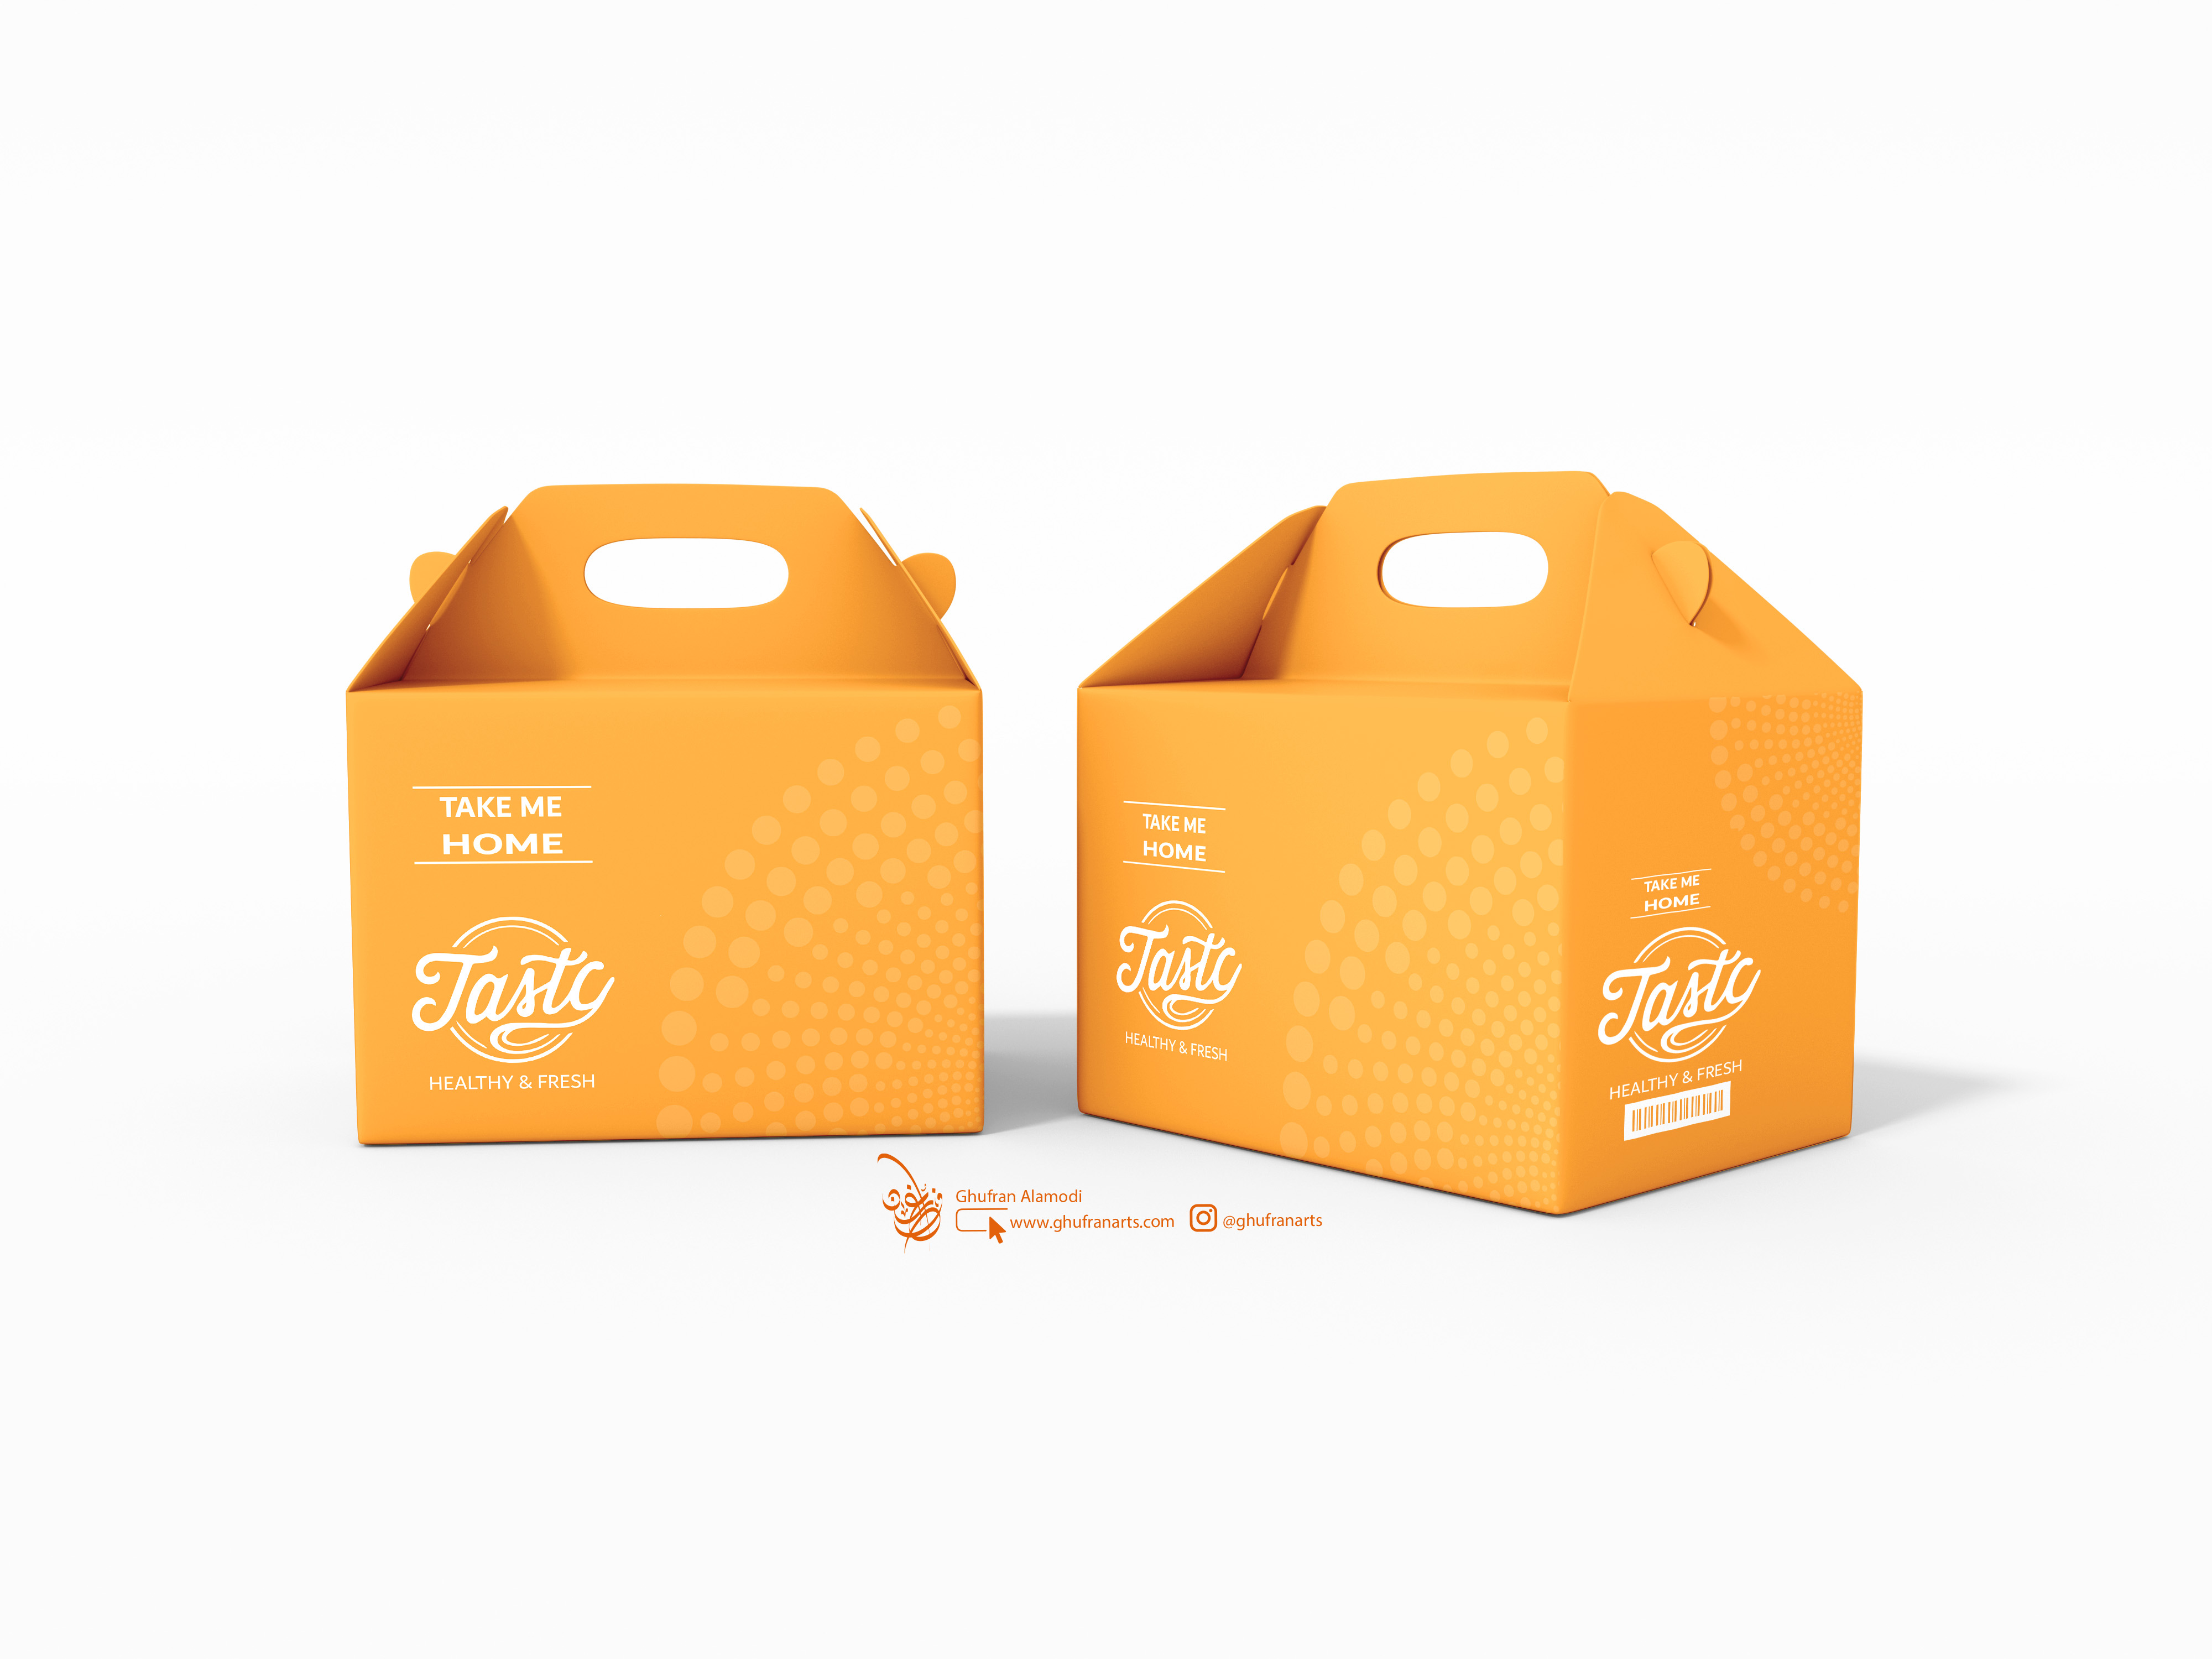 TAKE ME
HOME
Tastc
HEALTHY & FRESH
TAKE ME
HOME
Tastc
HEALTHY & FRESH
TAKE ME
HOME
Tastc
HEALTHY & FRESH
Ghufran Alamodi
www.ghufranarts.com @ghufranarts